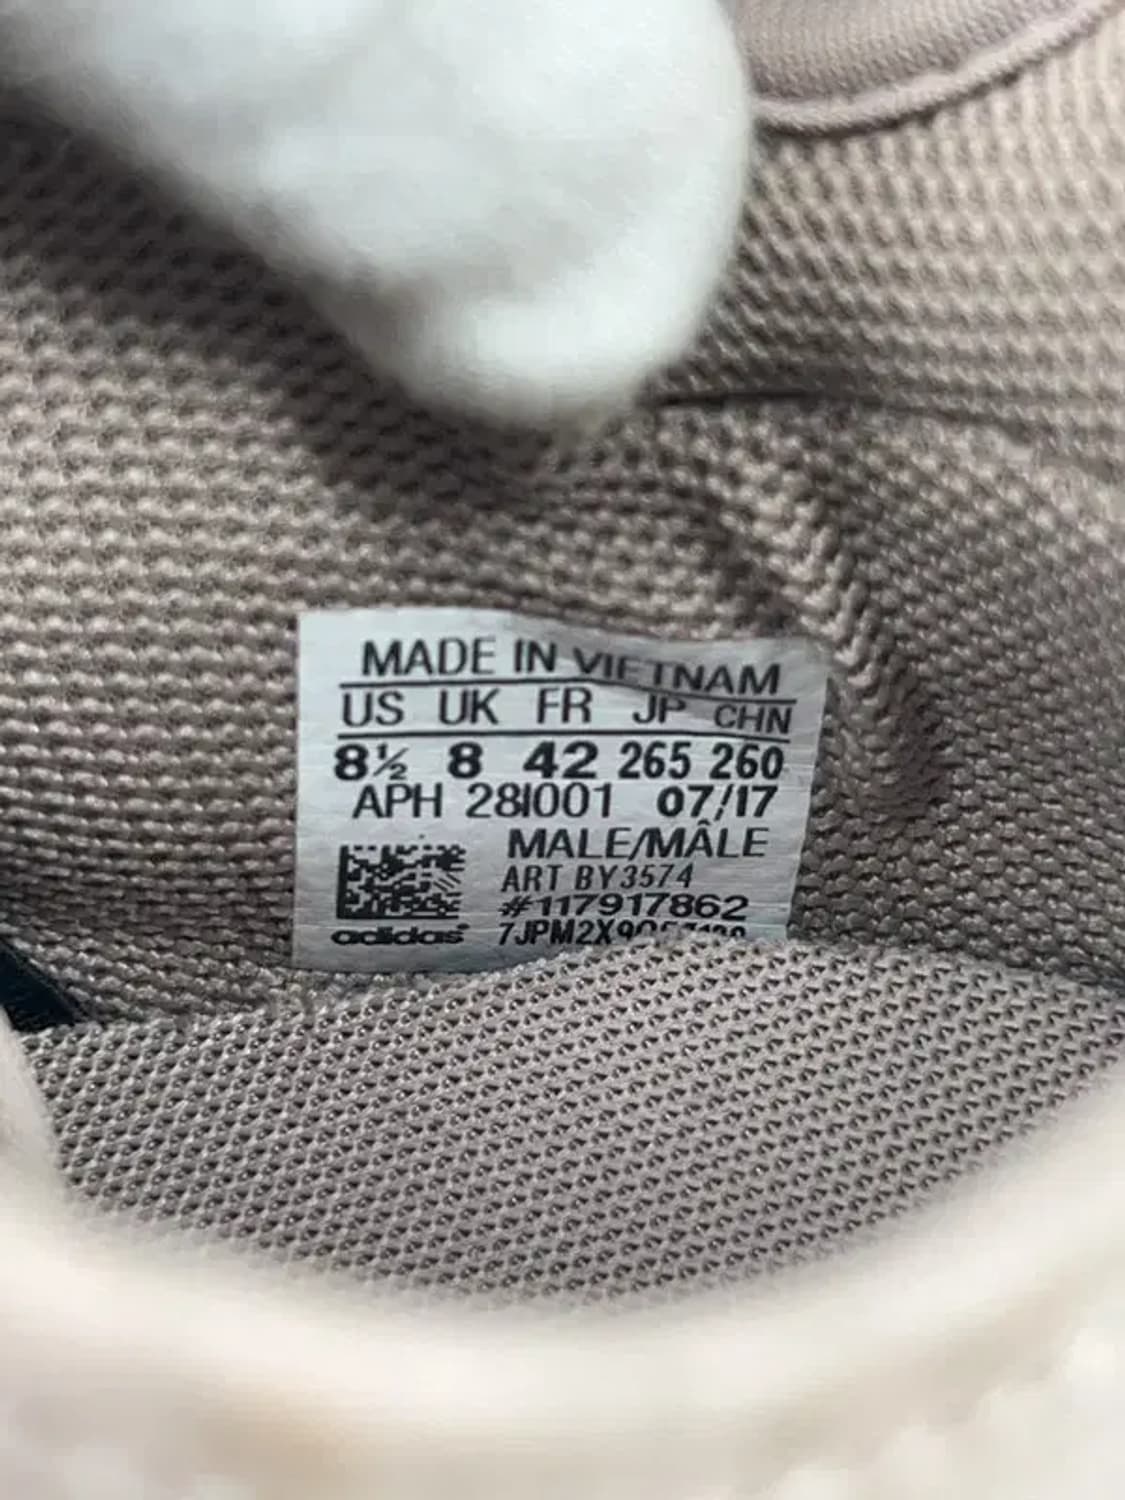 MADE IN VIETNAM
US UK FR JP CHN
8½ 8 42 265 260
APH 281001 07/17
MALE/MÂLE
ART BY3574
#117917862
adidas